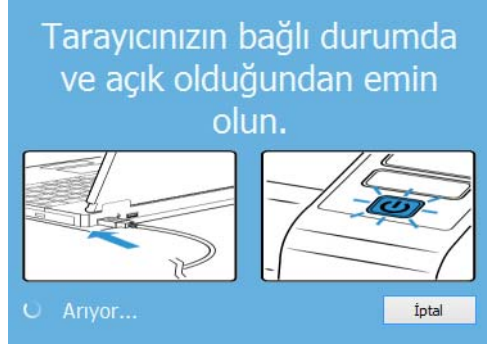 Tarayıcınızın bağlı durumda
ve açık olduğundan emin
olun.
Arıyor...
İptal